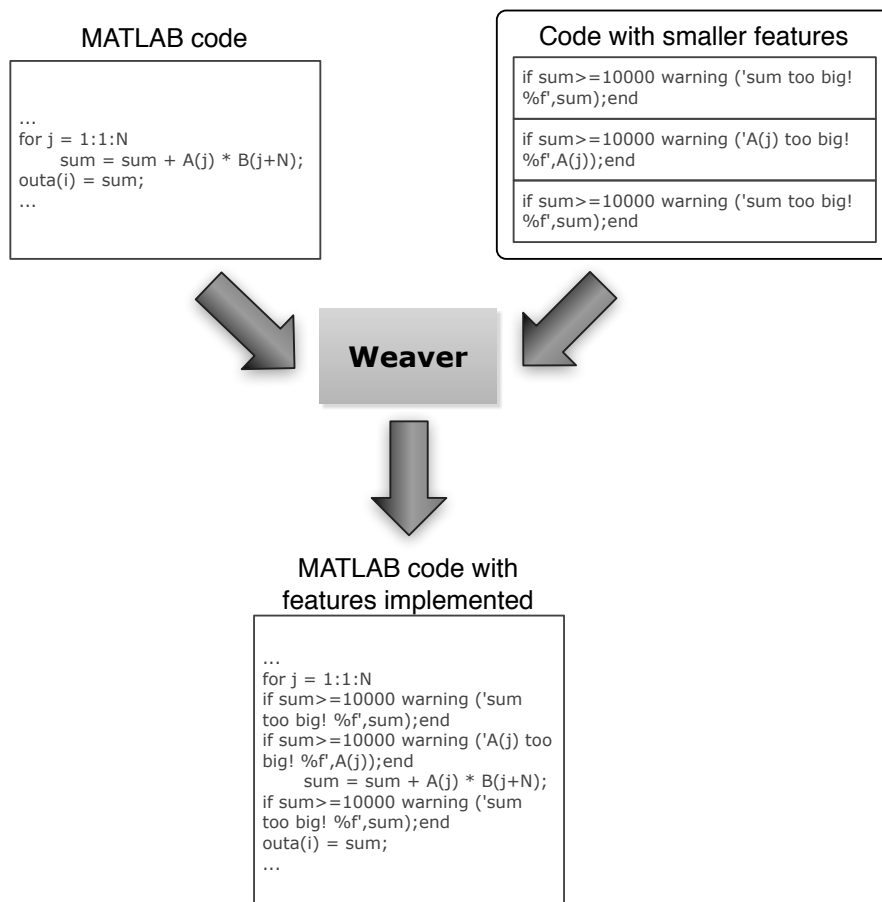 MATLAB code
...
for j = 1:1:N
sum = sum + A(j) * B(j+N);
outa(i) = sum;
...
Code with smaller features
if sum>=10000 warning ('sum too big!
%f',sum);end
if sum>=10000 warning ('A(j) too big!
%f',A(j));end
if sum>=10000 warning ('sum too big!
%f',sum);end
Weaver
MATLAB code with
features implemented
...
for j = 1:1:N
if sum>=10000 warning ('sum
too big! %f',sum);end
if sum>=10000 warning ('A(j) too
big! %f',A(j));end
sum = sum + A(j) * B(j+N);
if sum>=10000 warning ('sum
too big! %f',sum);end
outa(i) = sum;
...